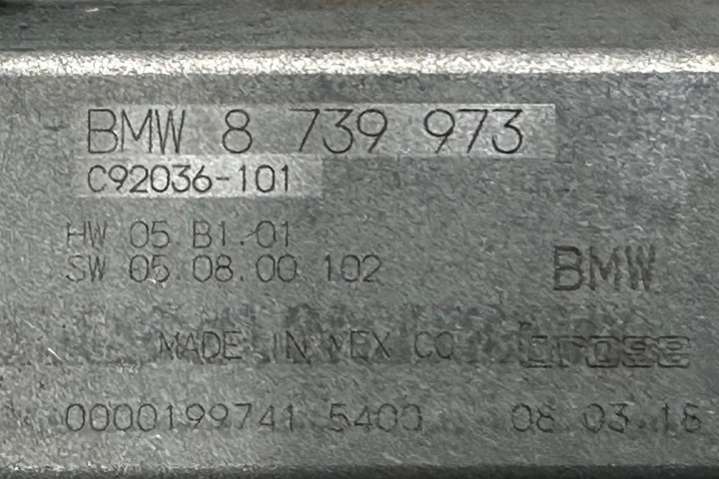 BMW 8 739 973
C92036-101
HW 05 B1.01
SW 05.08.00 102
BMW
MADE IN MEXICO
0000199741 5400 08.03.16